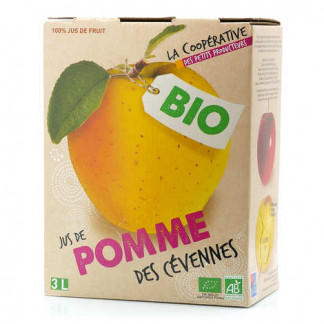 100% JUS DE FRUIT
LA COOPÉRATIVE
DES PETITS PRODUCTEURS
BIO
JUS DE
POMME
DES CÉVENNES
3 L
AB